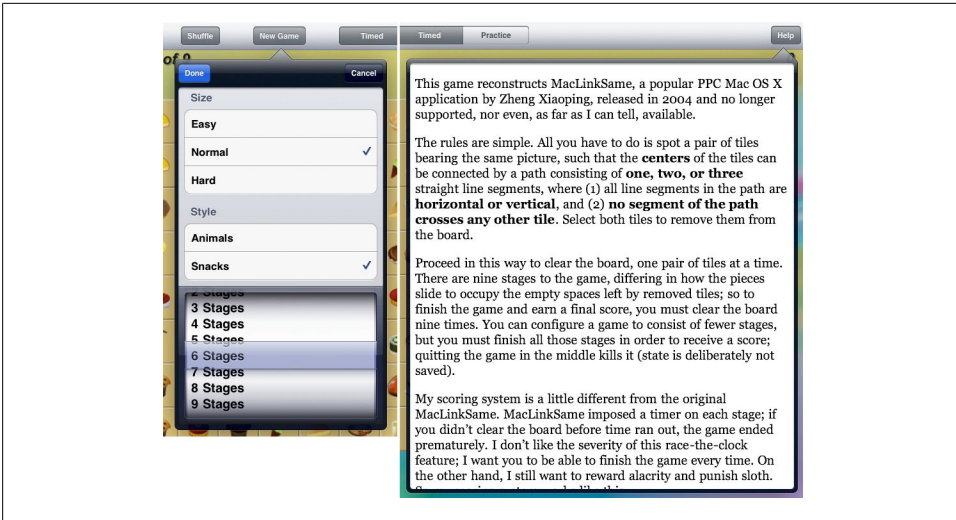 Shuffle
New Game
Timed
of 9
Done
Cancel
Size
Easy
Normal
Hard
Style
Animals
Snacks
2 Stages
3 Stages
4 Stages
5 Stages
6 Stages
7 Stages
8 Stages
9 Stages
Timed
Practice
Help
This game reconstructs MacLinkSame, a popular PPC Mac OS X
application by Zheng Xiaoping, released in 2004 and no longer
supported, nor even, as far as I can tell, available.
The rules are simple. All you have to do is spot a pair of tiles
bearing the same picture, such that the centers of the tiles can
be connected by a path consisting of one, two, or three
straight line segments, where (1) all line segments in the path are
horizontal or vertical, and (2) no segment of the path
crosses any other tile. Select both tiles to remove them from
the board.
Proceed in this way to clear the board, one pair of tiles at a time.
There are nine stages to the game, differing in how the pieces
slide to occupy the empty spaces left by removed tiles; so to
finish the game and earn a final score, you must clear the board
nine times. You can configure a game to consist of fewer stages,
but you must finish all those stages in order to receive a score;
quitting the game in the middle kills it (state is deliberately not
saved).
My scoring system is a little different from the original
MacLinkSame. MacLinkSame imposed a timer on each stage; if
you didn't clear the board before time ran out, the game ended
prematurely. I don't like the severity of this race-the-clock
feature; I want you to be able to finish the game every time. On
the other hand, I still want to reward alacrity and punish sloth.